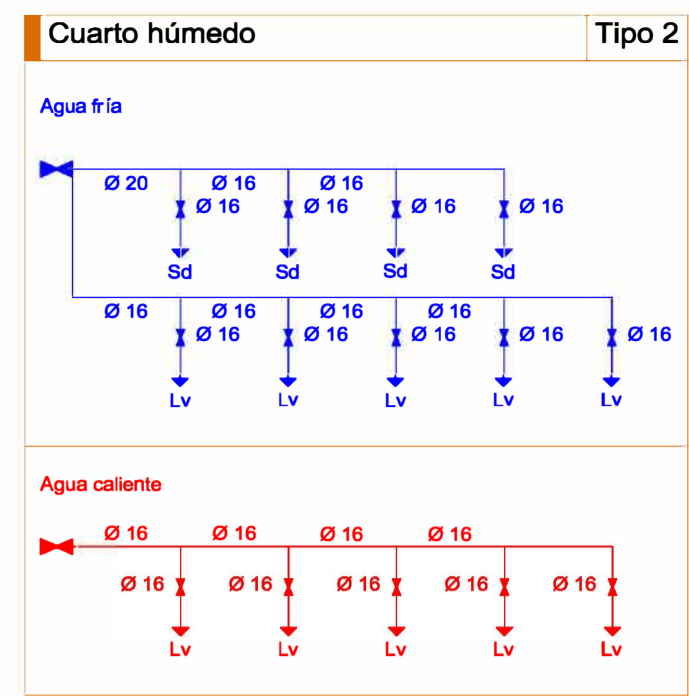 Cuarto húmedo Tipo 2
Agua fría
Ø 20 Ø 16 Ø 16
Ø 16 Ø 16 Ø 16 Ø 16
Sd Sd Sd Sd
Ø 16 Ø 16 Ø 16 Ø 16
Ø 16 Ø 16 Ø 16 Ø 16 Ø 16
Lv Lv Lv Lv Lv
Agua caliente
Ø 16 Ø 16 Ø 16 Ø 16
Ø 16 Ø 16 Ø 16 Ø 16 Ø 16
Lv Lv Lv Lv Lv